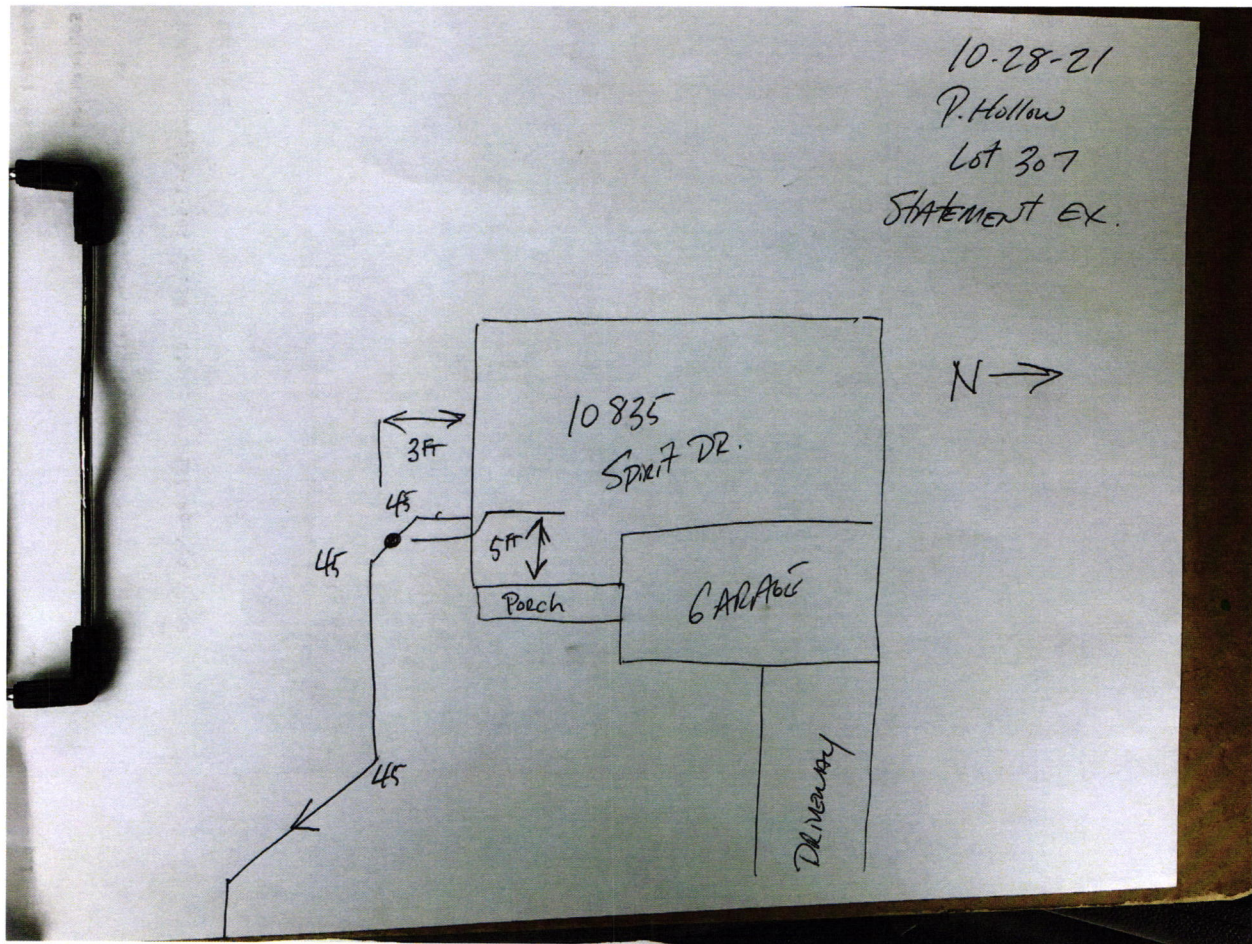 10-28-21
P. Hollow
Lot 307
STATEMENT EX.
N
10835
SPIRIT DR.
3FT
45
45
5FT
Porch
GARAGE
45
DRIVEWAY